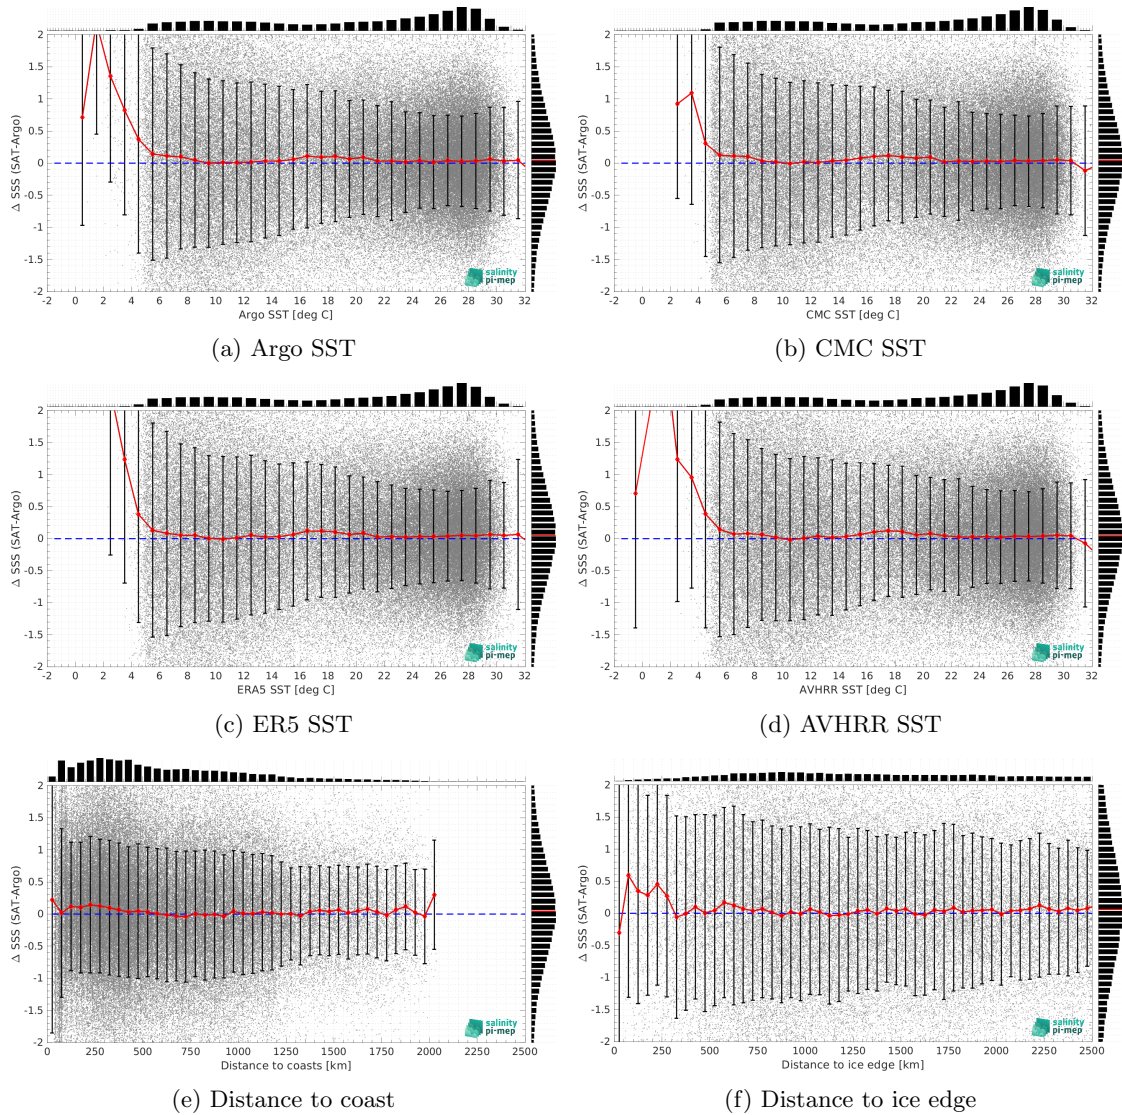 2
1.5
1
0.5
0
-0.5
-1
-1.5
-2
Δ SSS (SAT-Argo)
-2 0 2 4 6 8 10 12 14 16 18 20 22 24 26 28 30 32
Argo SST [deg C]
salinity
pi-mep
(a) Argo SST
2
1.5
1
0.5
0
-0.5
-1
-1.5
-2
Δ SSS (SAT-Argo)
-2 0 2 4 6 8 10 12 14 16 18 20 22 24 26 28 30 32
CMC SST [deg C]
salinity
pi-mep
(b) CMC SST
2
1.5
1
0.5
0
-0.5
-1
-1.5
-2
Δ SSS (SAT-Argo)
-2 0 2 4 6 8 10 12 14 16 18 20 22 24 26 28 30 32
ERA5 SST [deg C]
salinity
pi-mep
(c) ER5 SST
2
1.5
1
0.5
0
-0.5
-1
-1.5
-2
Δ SSS (SAT-Argo)
-2 0 2 4 6 8 10 12 14 16 18 20 22 24 26 28 30 32
AVHRR SST [deg C]
salinity
pi-mep
(d) AVHRR SST
2
1.5
1
0.5
0
-0.5
-1
-1.5
-2
Δ SSS (SAT-Argo)
0 250 500 750 1000 1250 1500 1750 2000 2250 2500
Distance to coasts [km]
salinity
pi-mep
(e) Distance to coast
2
1.5
1
0.5
0
-0.5
-1
-1.5
-2
Δ SSS (SAT-Argo)
0 250 500 750 1000 1250 1500 1750 2000 2250 2500
Distance to ice edge [km]
salinity
pi-mep
(f) Distance to ice edge